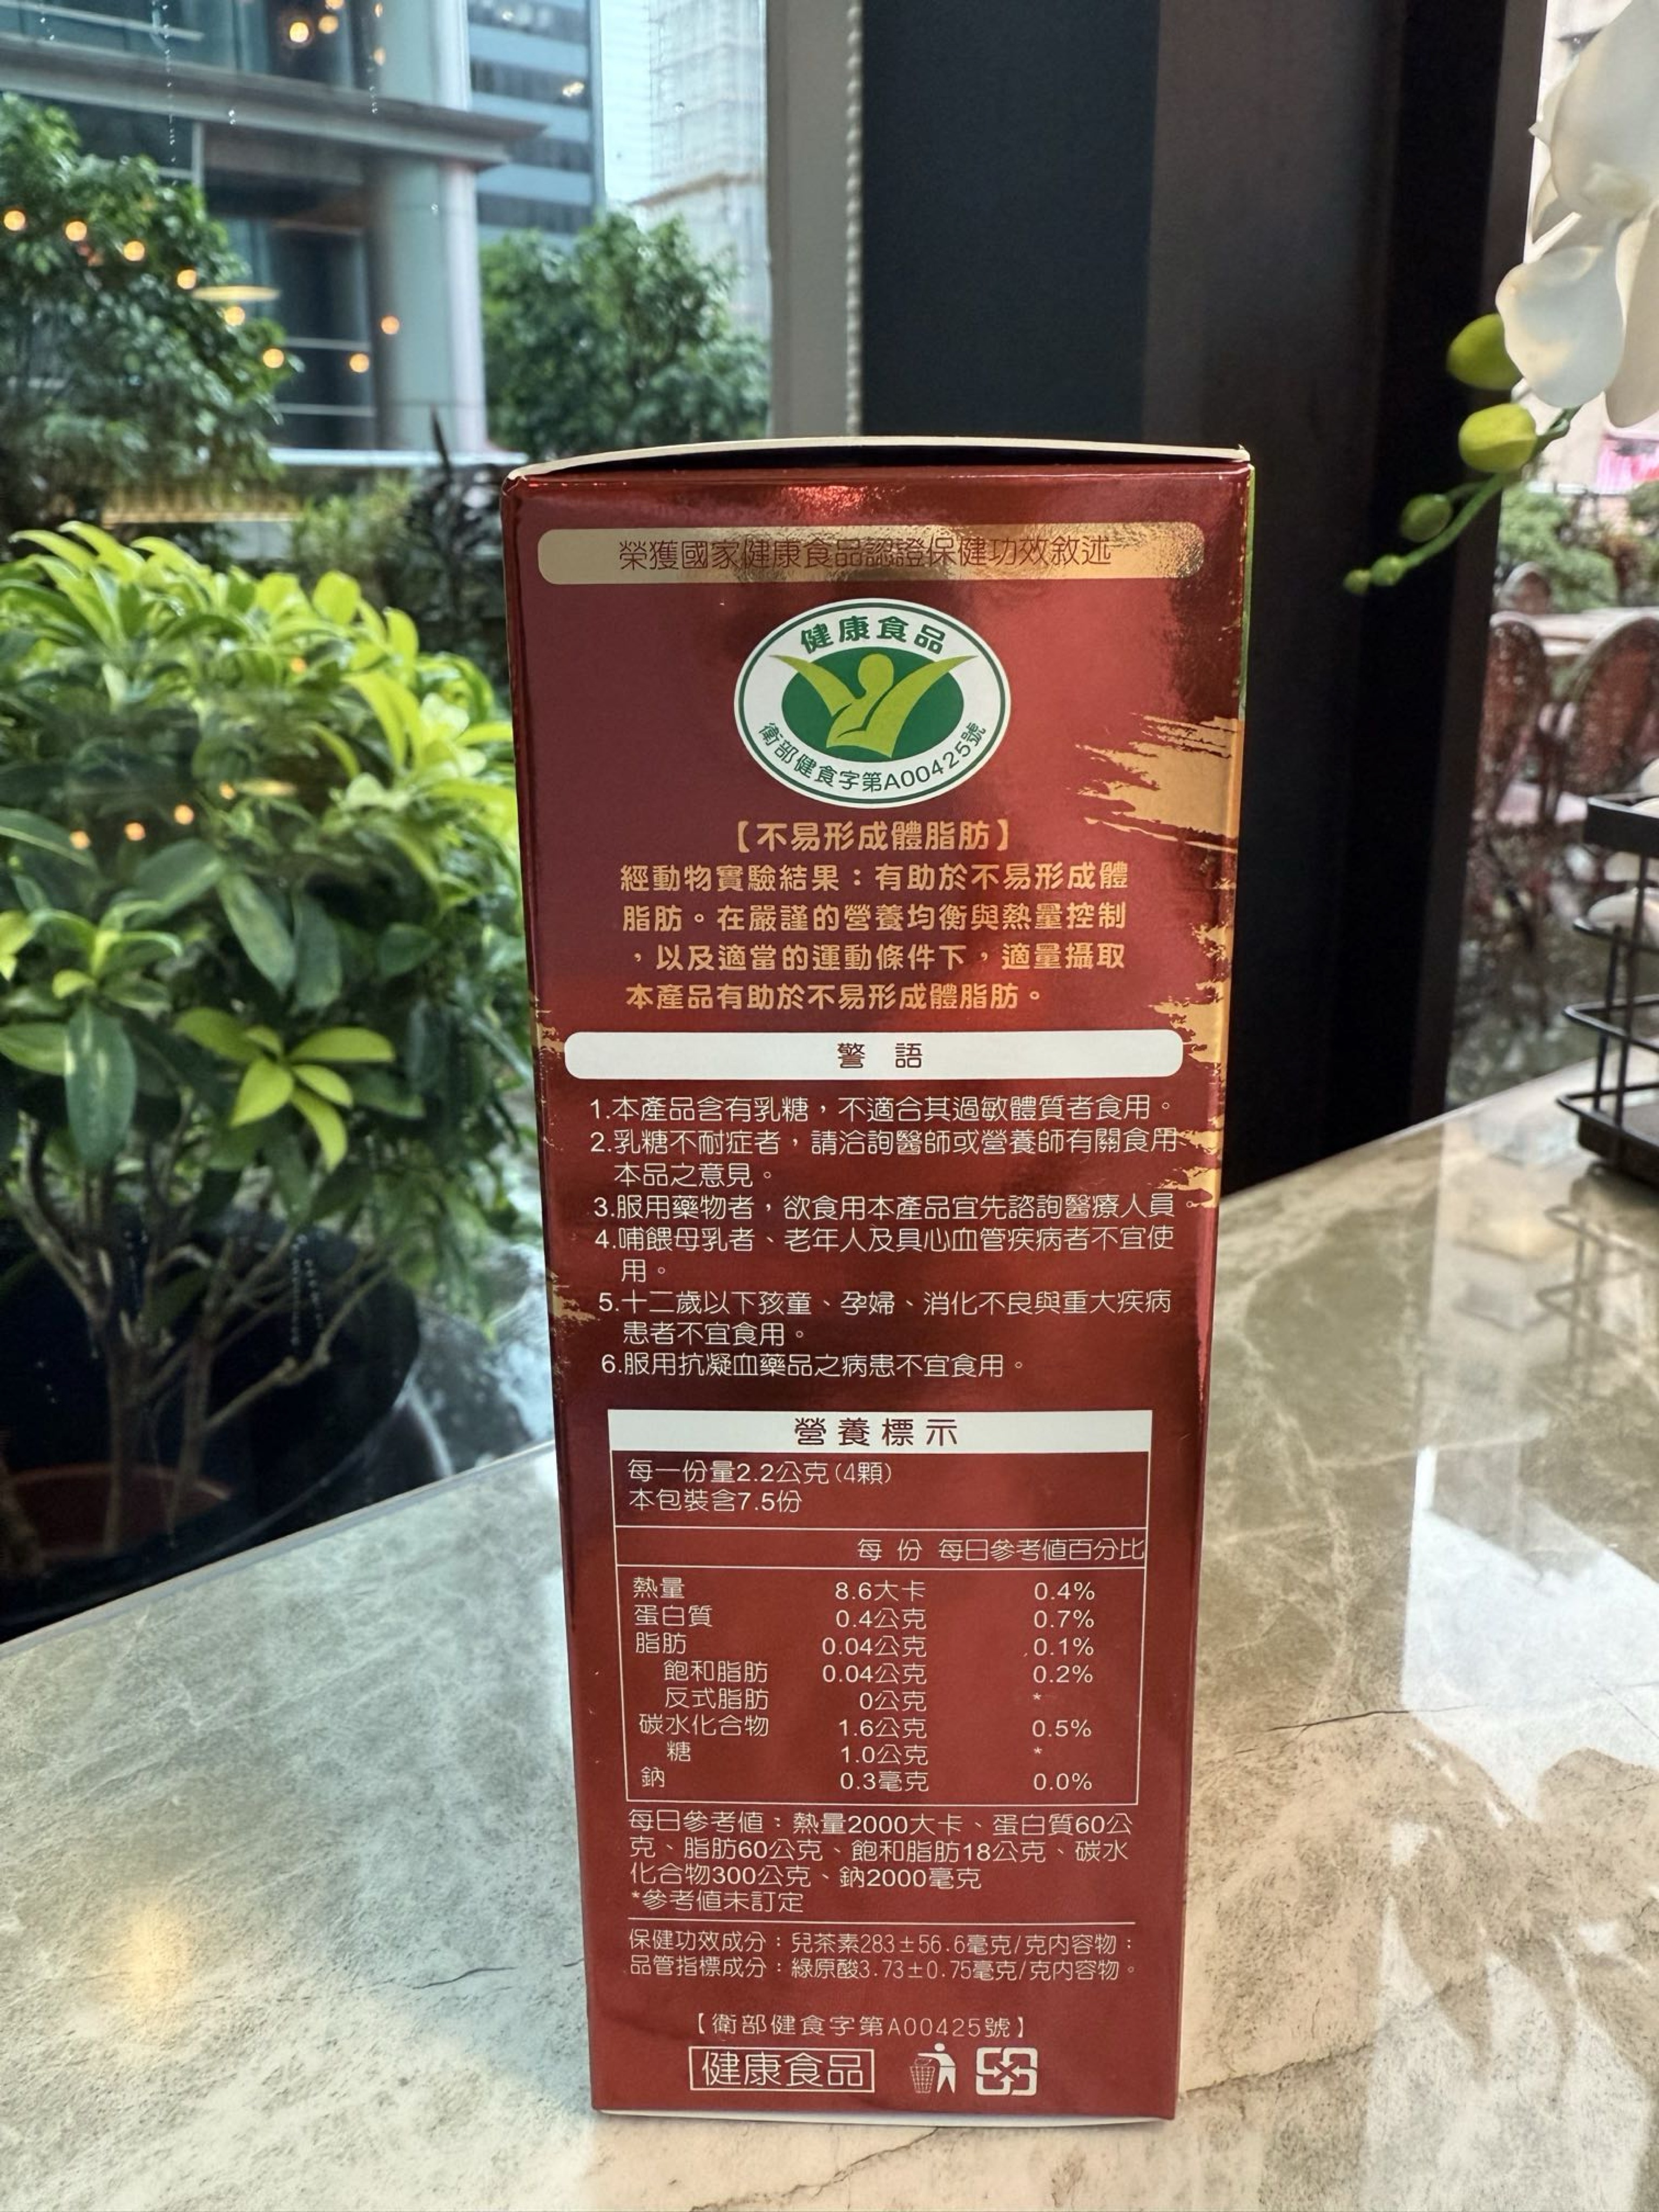 榮獲國家健康食品認證保健功效敘述
健康食品
衛部健食字第A00425號
【不易形成體脂肪】
經動物實驗結果：有助於不易形成體
脂肪。在嚴謹的營養均衡與熱量控制
，以及適當的運動條件下，適量攝取
本產品有助於不易形成體脂肪。
警 語
1.本產品含有乳糖，不適合其過敏體質者食用。
2.乳糖不耐症者，請洽詢醫師或營養師有關食用
本品之意見。
3.服用藥物者，欲食用本產品宜先諮詢醫療人員。
4.哺餵母乳者、老年人及具心血管疾病者不宜使
用。
5.十二歲以下孩童、孕婦、消化不良與重大疾病
患者不宜食用。
6.服用抗凝血藥品之病患不宜食用。
營養標示
每一份量2.2公克(4顆)
本包裝含7.5份
每 份 每日參考值百分比
熱量 8.6大卡 0.4%
蛋白質 0.4公克 0.7%
脂肪 0.04公克 0.1%
飽和脂肪 0.04公克 0.2%
反式脂肪 0公克 *
碳水化合物 1.6公克 0.5%
糖 1.0公克 *
鈉 0.3毫克 0.0%
每日參考值：熱量2000大卡、蛋白質60公
克、脂肪60公克、飽和脂肪18公克、碳水
化合物300公克、鈉2000毫克
*參考值未訂定
保健功效成分：兒茶素283±56.6毫克/克內容物；
品管指標成分：綠原酸3.73±0.75毫克/克內容物。
【衛部健食字第A00425號】
健康食品